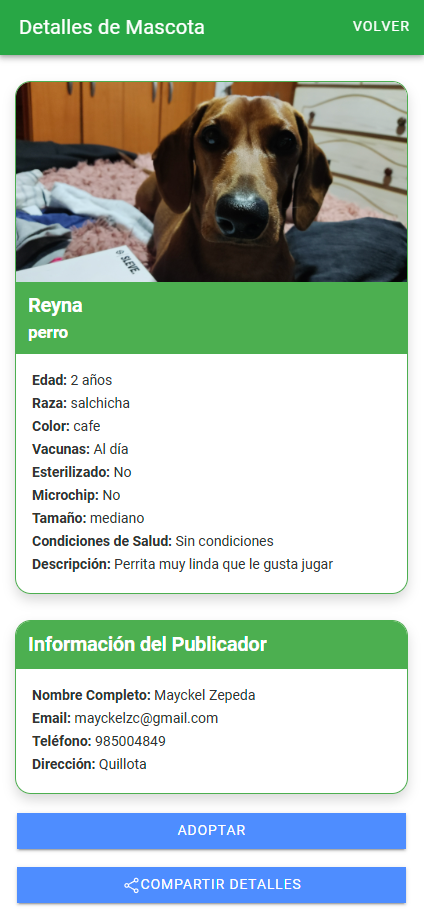 Detalles de Mascota
VOLVER
SLEVE.
Reyna
perro
Edad: 2 años
Raza: salchicha
Color: cafe
Vacunas: Al día
Esterilizado: No
Microchip: No
Tamaño: mediano
Condiciones de Salud: Sin condiciones
Descripción: Perrita muy linda que le gusta jugar
Información del Publicador
Nombre Completo: Mayckel Zepeda
Email: mayckelzc@gmail.com
Teléfono: 985004849
Dirección: Quillota
ADOPTAR
COMPARTIR DETALLES